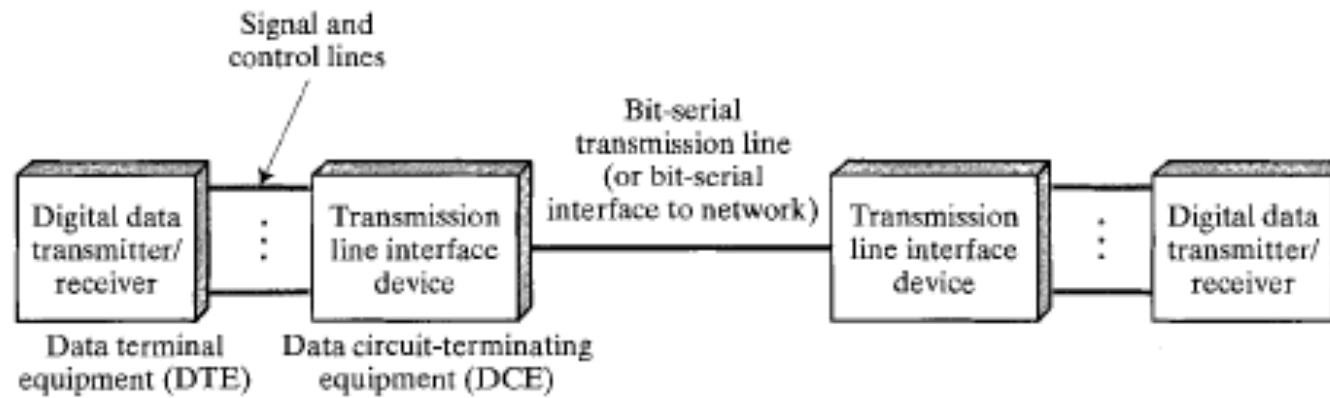 Signal and
control lines
Bit-serial
transmission line
(or bit-serial
interface to network)
Digital data
transmitter/
receiver
Transmission
line interface
device
Transmission
line interface
device
Digital data
transmitter/
receiver
Data terminal
equipment (DTE)
Data circuit-terminating
equipment (DCE)